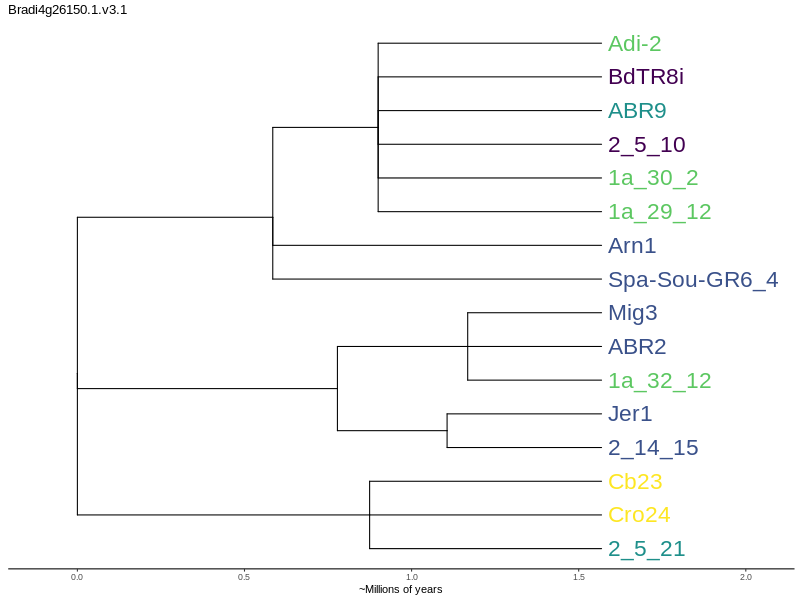 Bradi4g26150.1.v3.1
Adi-2
BdTR8i
ABR9
2_5_10
1a_30_2
1a_29_12
Arn1
Spa-Sou-GR6_4
Mig3
ABR2
1a_32_12
Jer1
2_14_15
Cb23
Cro24
2_5_21
0.0 0.5 1.0 1.5 2.0
~Millions of years